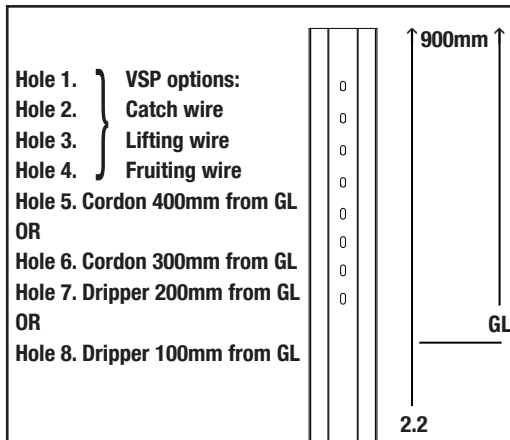 900mm
Hole 1. VSP options:
Hole 2. Catch wire
Hole 3. Lifting wire
Hole 4. Fruiting wire
Hole 5. Cordon 400mm from GL
OR
Hole 6. Cordon 300mm from GL
Hole 7. Dripper 200mm from GL
OR
Hole 8. Dripper 100mm from GL
GL
2.2